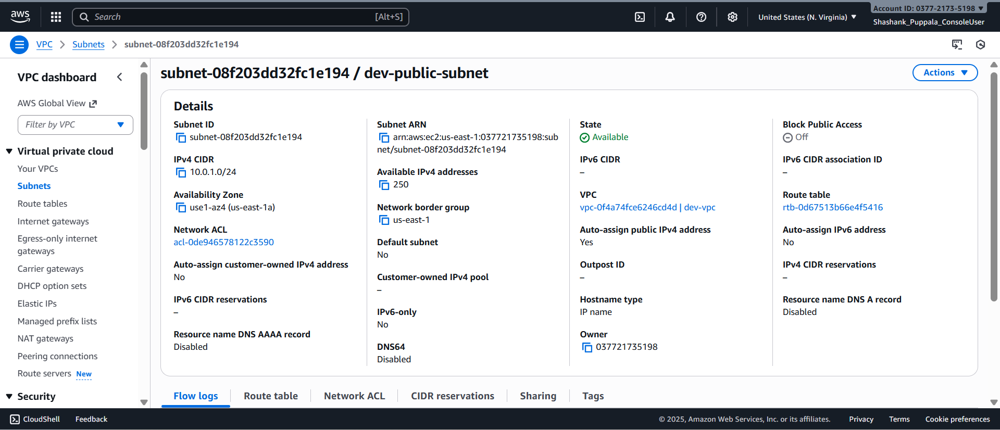 aws
Search [Alt+S]
United States (N. Virginia)
Account ID: 0377-2173-5198
Shashank_Puppala_ConsoleUser
VPC
Subnets
subnet-08f203dd32fc1e194
VPC dashboard
AWS Global View
Filter by VPC
Virtual private cloud
Your VPCs
Subnets
Route tables
Internet gateways
Egress-only internet
gateways
Carrier gateways
DHCP option sets
Elastic IPs
Managed prefix lists
NAT gateways
Peering connections
Route servers New
Security
subnet-08f203dd32fc1e194 / dev-public-subnet
Actions
Details
Subnet ID
subnet-08f203dd32fc1e194
IPv4 CIDR
10.0.1.0/24
Availability Zone
use1-az4 (us-east-1a)
Network ACL
acl-0de946578122c3590
Auto-assign customer-owned IPv4 address
No
IPv6 CIDR reservations
–
Resource name DNS AAAA record
Disabled
Subnet ARN
arn:aws:ec2:us-east-1:037721735198:sub
net/subnet-08f203dd32fc1e194
Available IPv4 addresses
250
Network border group
us-east-1
Default subnet
No
Customer-owned IPv4 pool
–
IPv6-only
No
DNS64
Disabled
State
Available
IPv6 CIDR
–
VPC
vpc-0f4a74fce6246cd4d | dev-vpc
Auto-assign public IPv4 address
Yes
Outpost ID
–
Hostname type
IP name
Owner
037721735198
Block Public Access
Off
IPv6 CIDR association ID
–
Route table
rtb-0d67513b66e4f5416
Auto-assign IPv6 address
No
IPv4 CIDR reservations
–
Resource name DNS A record
Disabled
Flow logs
Route table
Network ACL
CIDR reservations
Sharing
Tags
CloudShell
Feedback
© 2025, Amazon Web Services, Inc. or its affiliates.
Privacy
Terms
Cookie preferences